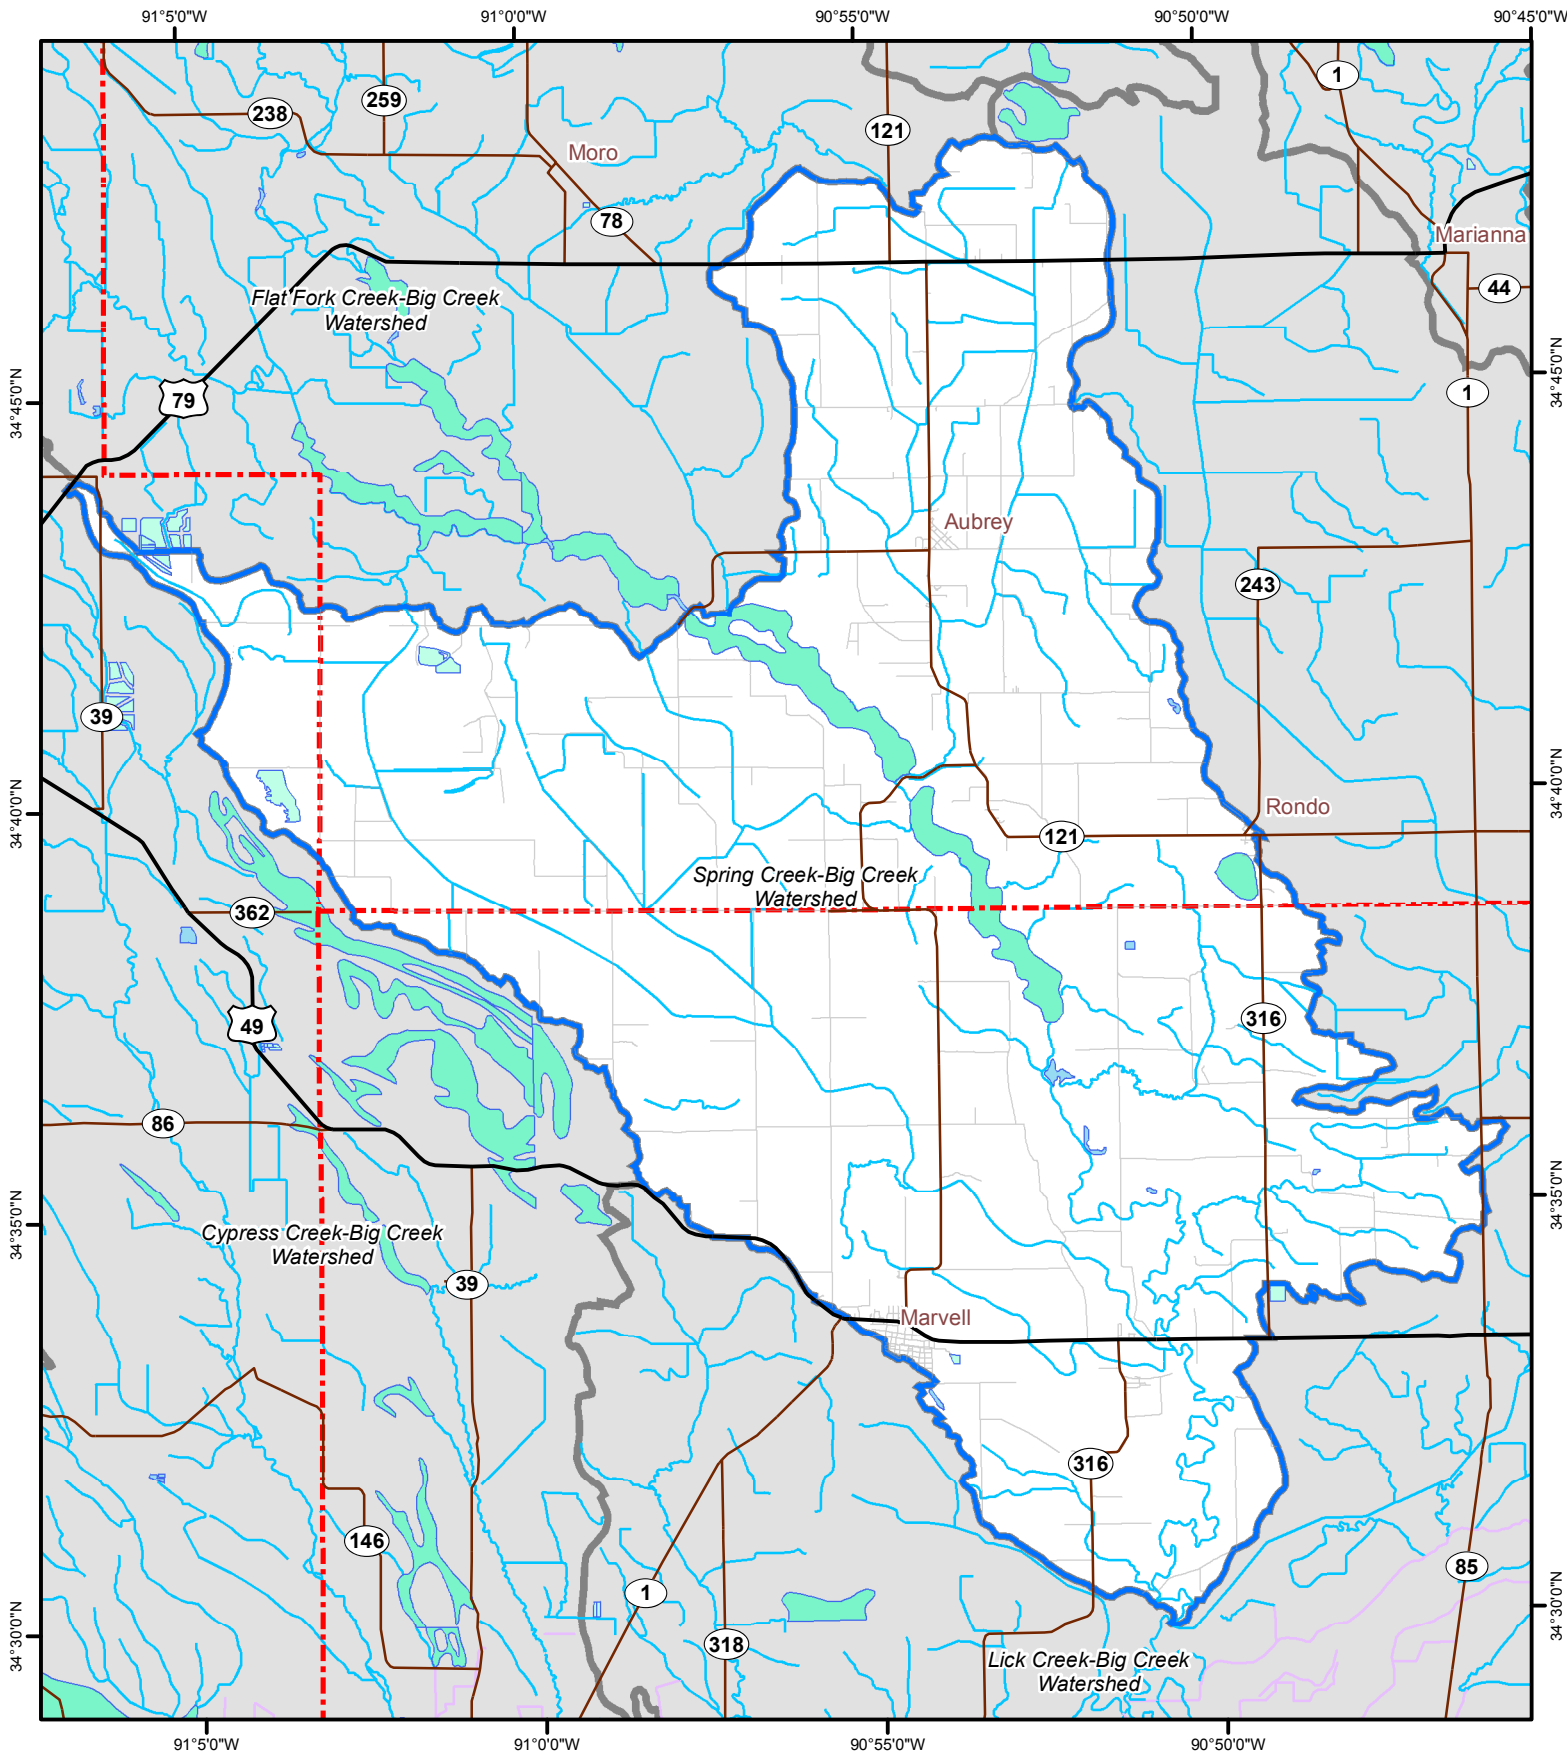 91°5'0"W
91°0'0"W
90°55'0"W
90°50'0"W
90°45'0"W
1
259
238
121
Moro
78
Marianna
44
Flat Fork Creek-Big Creek
Watershed
34°45'0"N
34°45'0"N
79
1
Aubrey
243
39
34°40'0"N
34°40'0"N
Rondo
121
Spring Creek-Big Creek
Watershed
362
316
49
86
34°35'0"N
34°35'0"N
Cypress Creek-Big Creek
Watershed
39
Marvell
316
146
85
1
34°30'0"N
34°30'0"N
318
Lick Creek-Big Creek
Watershed
91°5'0"W
91°0'0"W
90°55'0"W
90°50'0"W